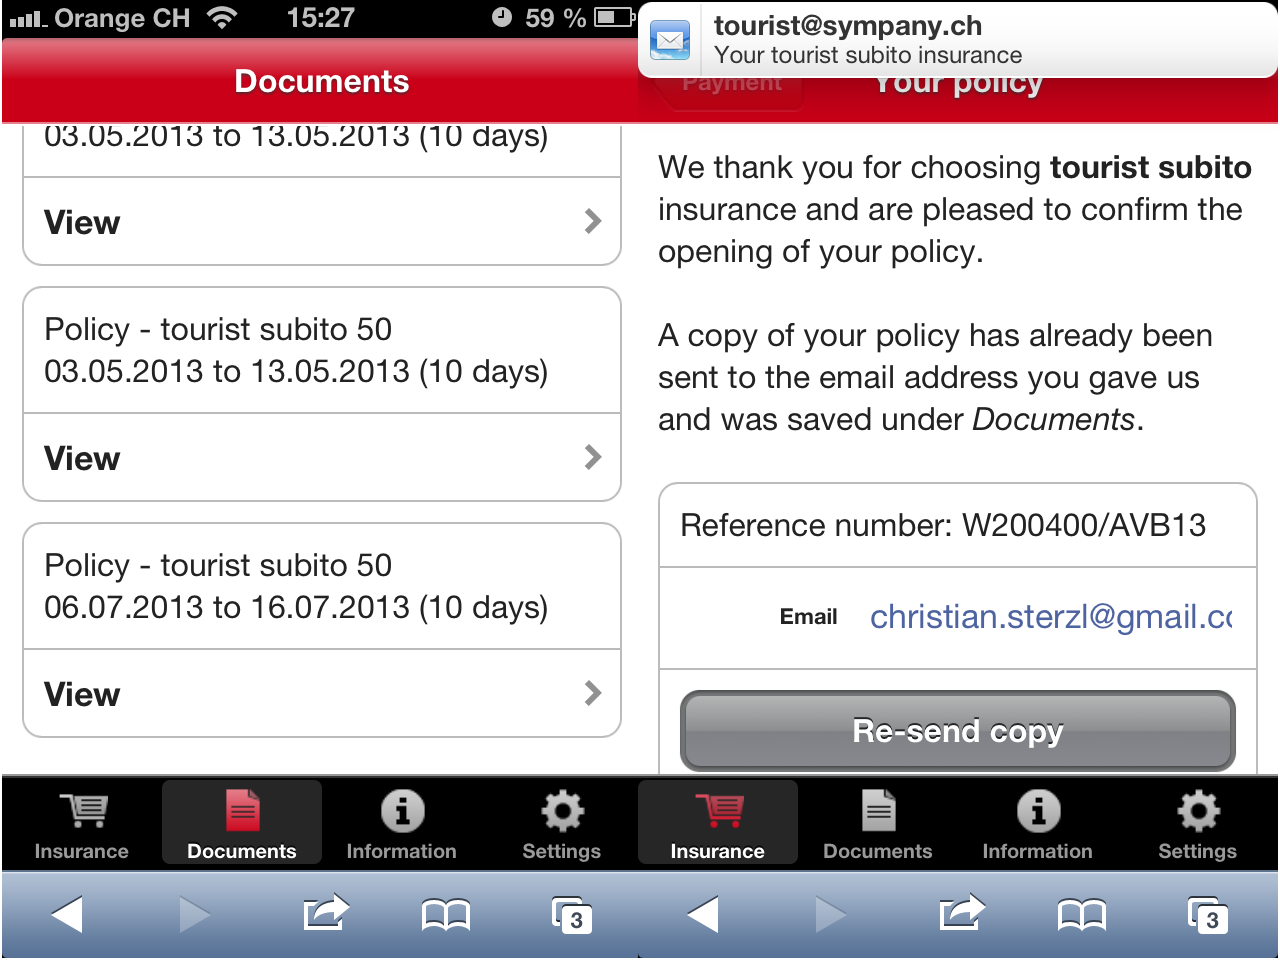 Orange CH 15:27 59 %
Documents
03.05.2013 to 13.05.2013 (10 days)
View
Policy - tourist subito 50
03.05.2013 to 13.05.2013 (10 days)
View
Policy - tourist subito 50
06.07.2013 to 16.07.2013 (10 days)
View
Insurance Documents Information Settings
3
tourist@sympany.ch
Your tourist subito insurance
Payment Your policy
We thank you for choosing tourist subito
insurance and are pleased to confirm the
opening of your policy.
A copy of your policy has already been
sent to the email address you gave us
and was saved under Documents.
Reference number: W200400/AVB13
Email christian.sterzl@gmail.co
Re-send copy
Insurance Documents Information Settings
3